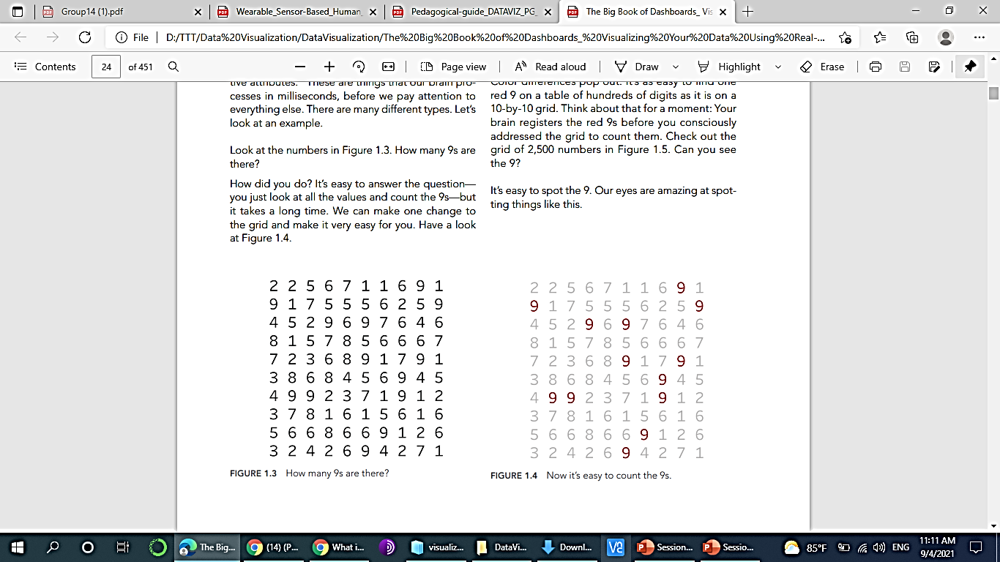 Group14 (1).pdf
Wearable_Sensor-Based_Human_
Pedagogical-guide_DATAVIZ_PG_
The Big Book of Dashboards_ Vis
File
D:/TTT/Data%20Visualization/DataVisualization/The%20Big%20Book%20of%20Dashboards_%20Visualizing%20Your%20Data%20Using%20Real-...
Contents
24
of 451
Page view
Read aloud
Draw
Highlight
Erase
tive attributes.” These are things that our brain pro-
cesses in milliseconds, before we pay attention to
everything else. There are many different types. Let’s
look at an example.
Look at the numbers in Figure 1.3. How many 9s are
there?
How did you do? It’s easy to answer the question—
you just look at all the values and count the 9s—but
it takes a long time. We can make one change to
the grid and make it very easy for you. Have a look
at Figure 1.4.
2 2 5 6 7 1 1 6 9 1
9 1 7 5 5 5 6 2 5 9
4 5 2 9 6 9 7 6 4 6
8 1 5 7 8 5 6 6 6 7
7 2 3 6 8 9 1 7 9 1
3 8 6 8 4 5 6 9 4 5
4 9 9 2 3 7 1 9 1 2
3 7 8 1 6 1 5 6 1 6
5 6 6 8 6 6 9 1 2 6
3 2 4 2 6 9 4 2 7 1
FIGURE 1.3 How many 9s are there?
Color differences pop out. It’s as easy to find one
red 9 on a table of hundreds of digits as it is on a
10-by-10 grid. Think about that for a moment: Your
brain registers the red 9s before you consciously
addressed the grid to count them. Check out the
grid of 2,500 numbers in Figure 1.5. Can you see
the 9?
It’s easy to spot the 9. Our eyes are amazing at spot-
ting things like this.
2 2 5 6 7 1 1 6 9 1
9 1 7 5 5 5 6 2 5 9
4 5 2 9 6 9 7 6 4 6
8 1 5 7 8 5 6 6 6 7
7 2 3 6 8 9 1 7 9 1
3 8 6 8 4 5 6 9 4 5
4 9 9 2 3 7 1 9 1 2
3 7 8 1 6 1 5 6 1 6
5 6 6 8 6 6 9 1 2 6
3 2 4 2 6 9 4 2 7 1
FIGURE 1.4 Now it’s easy to count the 9s.
The Big...
(14) (P...
What i...
visualiz...
DataVi...
Downl...
Session...
Sessio...
85°F
ENG
11:11 AM
9/4/2021